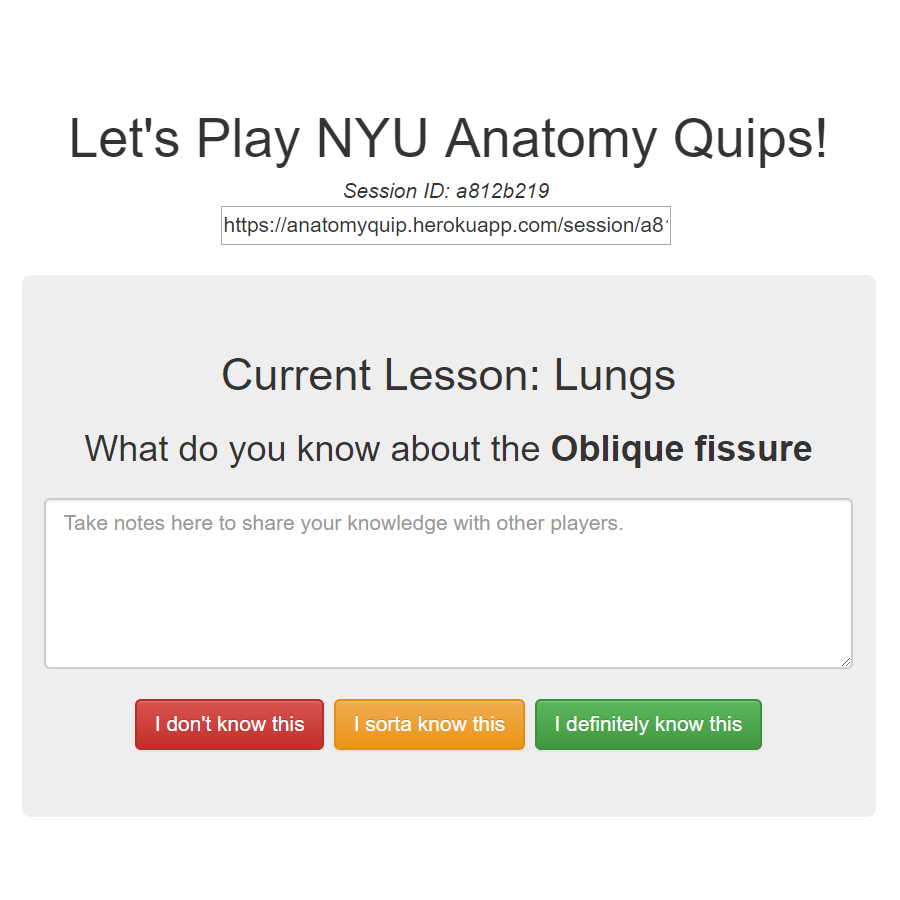 Let's Play NYU Anatomy Quips!
Session ID: a812b219
https://anatomyquip.herokuapp.com/session/a81
Current Lesson: Lungs
What do you know about the Oblique fissure
Take notes here to share your knowledge with other players.
I don't know this I sorta know this I definitely know this